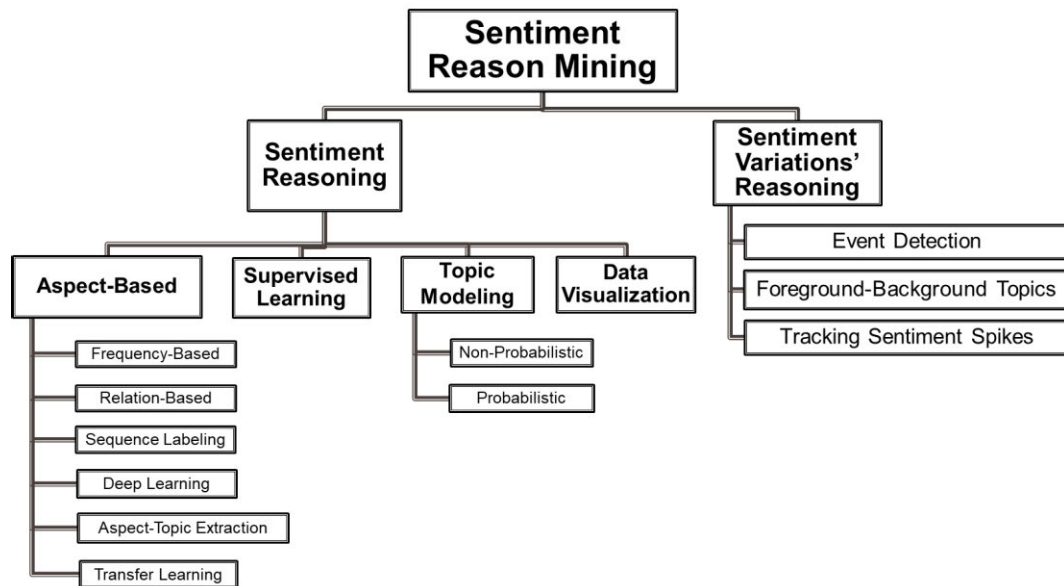 Sentiment
Reason Mining
Sentiment
Reasoning
Sentiment
Variations’
Reasoning
Aspect-Based
Supervised
Learning
Topic
Modeling
Data
Visualization
Event Detection
Foreground-Background Topics
Tracking Sentiment Spikes
Frequency-Based
Relation-Based
Sequence Labeling
Deep Learning
Aspect-Topic Extraction
Transfer Learning
Non-Probabilistic
Probabilistic